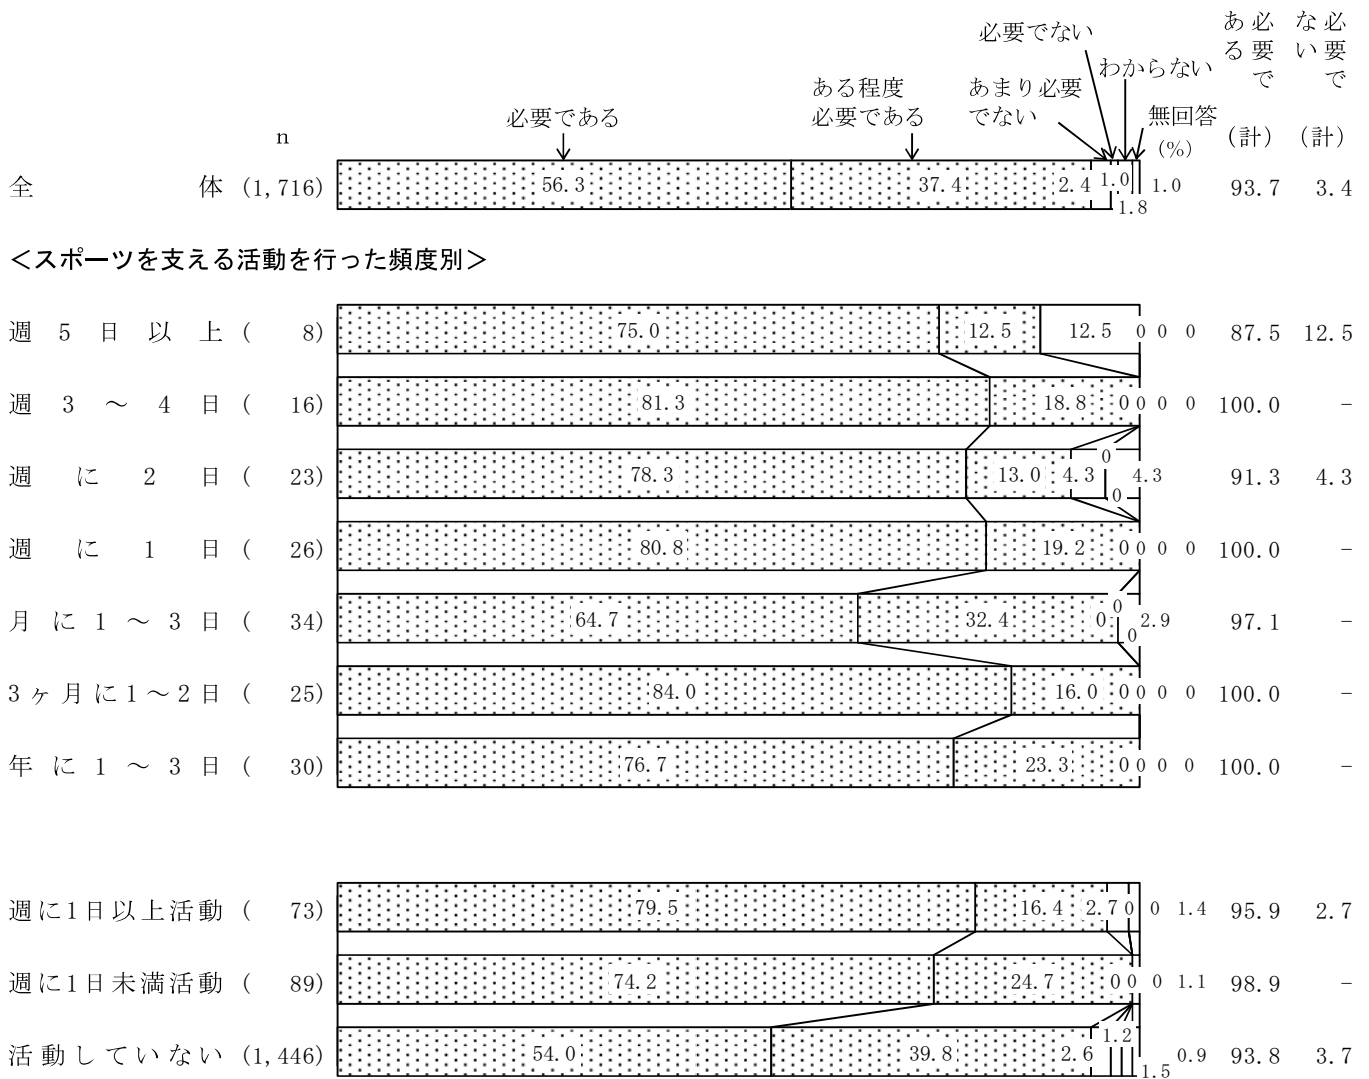 必要である
ある程度
必要である
あまり必要
でない
必要でない
わからない
無回答
(%)
必要で
ある
(計)
必要で
ない
(計)
n
全体 (1,716) 56.3 37.4 2.4 1.0 1.8 1.0 93.7 3.4
＜スポーツを支える活動を行った頻度別＞
週5日以上 ( 8) 75.0 12.5 12.5 0 0 0 87.5 12.5
週3～4日 ( 16) 81.3 18.8 0 0 0 0 100.0 -
週に2日 ( 23) 78.3 13.0 4.3 0 0 4.3 91.3 4.3
週に1日 ( 26) 80.8 19.2 0 0 0 0 100.0 -
月に1～3日 ( 34) 64.7 32.4 0 0 0 2.9 97.1 -
3ヶ月に1～2日 ( 25) 84.0 16.0 0 0 0 0 100.0 -
年に1～3日 ( 30) 76.7 23.3 0 0 0 0 100.0 -
週に1日以上活動 ( 73) 79.5 16.4 2.7 0 0 1.4 95.9 2.7
週に1日未満活動 ( 89) 74.2 24.7 0 0 0 1.1 98.9 -
活動していない (1,446) 54.0 39.8 2.6 1.2 1.5 0.9 93.8 3.7